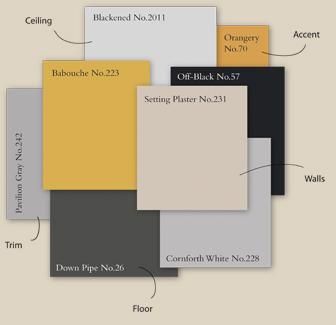 Blackened No.2011
Ceiling
Orangery
No.70
Accent
Babouche No.223
Off-Black No.57
Setting Plaster No.231
Pavilion Gray No.242
Walls
Trim
Cornforth White No.228
Down Pipe No.26
Floor